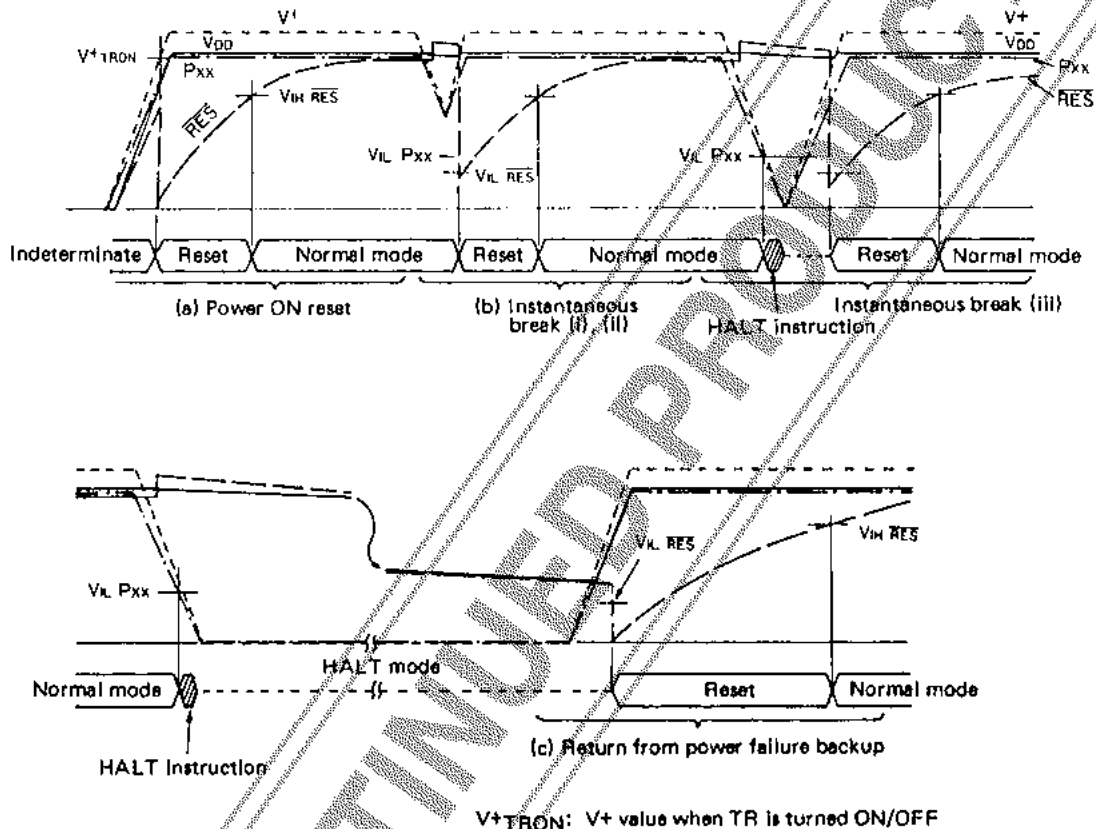 V+ V+
V+TRON VDD VDD
PXX PXX
RES VIH RES RES
VIL PXX VIL PXX
VIL RES
Indeterminate Reset Normal mode Reset Normal mode Reset Normal mode
(a) Power ON reset (b) Instantaneous break (i), (ii) Instantaneous break (iii)
HALT instruction
VIL RES VIH RES
VIL PXX
HALT mode
Normal mode Reset Normal mode
(c) Return from power failure backup
HALT Instruction
V+TRON: V+ value when TR is turned ON/OFF
TINUED PRODUC